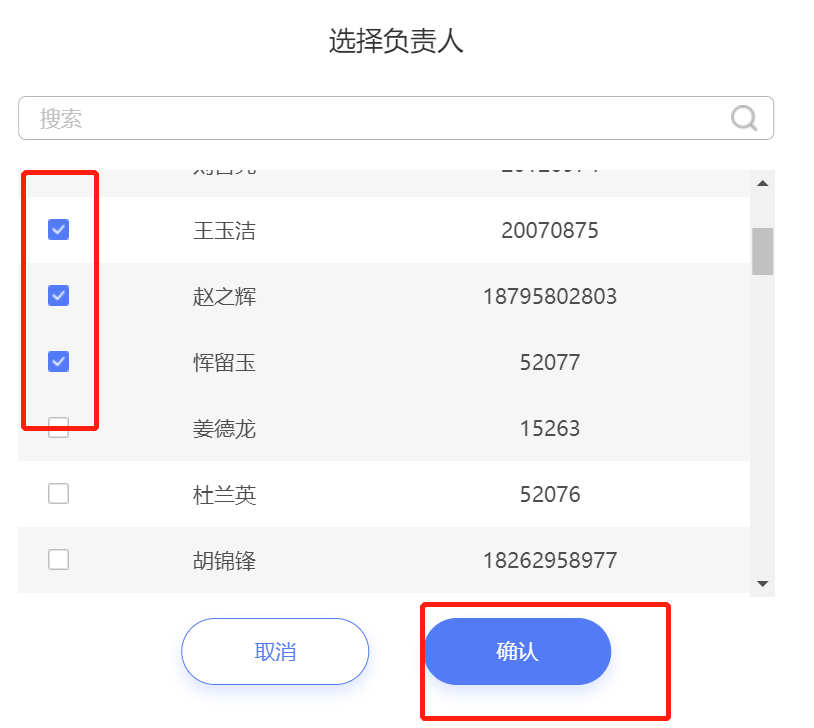 选择负责人
搜索
王玉洁 20070875
赵之辉 18795802803
恽留玉 52077
姜德龙 15263
杜兰英 52076
胡锦锋 18262958977
取消 确认